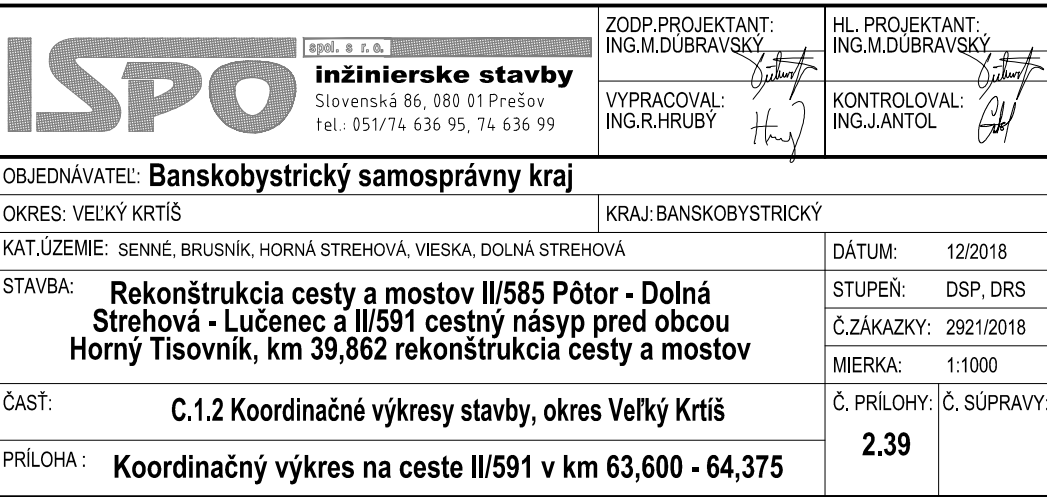 ISPO
spol. s r. o.
inžinierske stavby
Slovenská 86, 080 01 Prešov
tel.: 051/74 636 95, 74 636 99
ZODP.PROJEKTANT:
ING.M.DÚBRAVSKÝ
HL. PROJEKTANT:
ING.M.DÚBRAVSKÝ
VYPRACOVAL:
ING.R.HRUBÝ
KONTROLOVAL:
ING.J.ANTOL
OBJEDNÁVATEĽ: Banskobystrický samosprávny kraj
OKRES: VEĽKÝ KRTÍŠ
KRAJ: BANSKOBYSTRICKÝ
KAT.ÚZEMIE: SENNÉ, BRUSNÍK, HORNÁ STREHOVÁ, VIESKA, DOLNÁ STREHOVÁ
DÁTUM: 12/2018
STAVBA: Rekonštrukcia cesty a mostov II/585 Pôtor - Dolná
Strehová - Lučenec a II/591 cestný násyp pred obcou
Horný Tisovník, km 39,862 rekonštrukcia cesty a mostov
STUPEŇ: DSP, DRS
Č.ZÁKAZKY: 2921/2018
MIERKA: 1:1000
ČASŤ: C.1.2 Koordinačné výkresy stavby, okres Veľký Krtíš
Č. PRÍLOHY: Č. SÚPRAVY:
2.39
PRÍLOHA : Koordinačný výkres na ceste II/591 v km 63,600 - 64,375